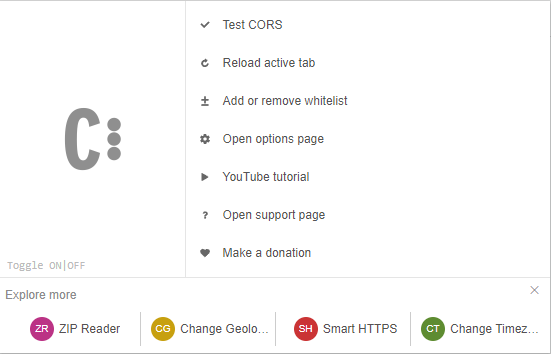 C
Test CORS
Reload active tab
Add or remove whitelist
Open options page
YouTube tutorial
? Open support page
Make a donation
Toggle ON|OFF
Explore more
ZR ZIP Reader
CG Change Geolo...
SH Smart HTTPS
CT Change Timez...